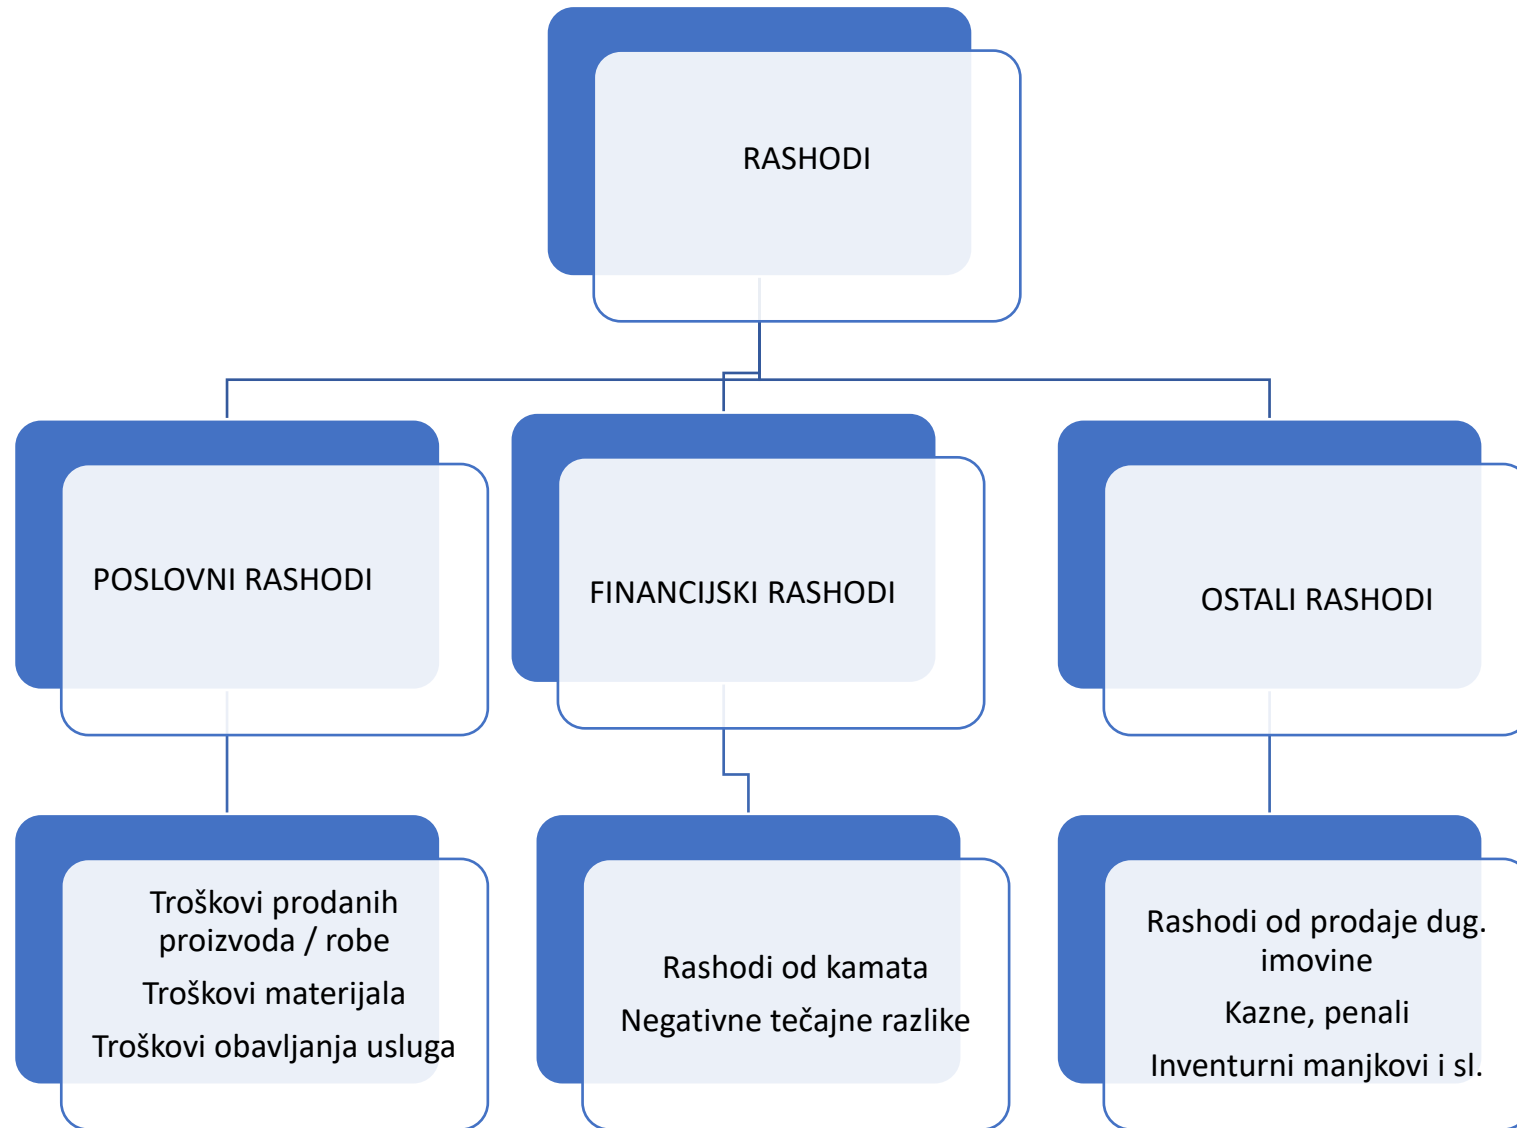 RASHODI
POSLOVNI RASHODI
FINANCIJSKI RASHODI
OSTALI RASHODI
Troškovi prodanih
proizvoda / robe
Troškovi materijala
Troškovi obavljanja usluga
Rashodi od kamata
Negativne tečajne razlike
Rashodi od prodaje dug.
imovine
Kazne, penali
Inventurni manjkovi i sl.